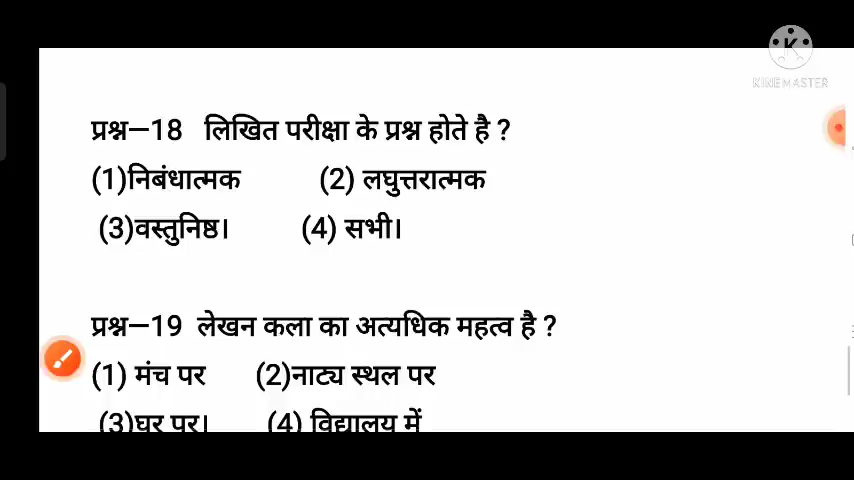 KINEMASTER
प्रश्न—18 लिखित परीक्षा के प्रश्न होते है ?
(1)निबंधात्मक (2) लघुत्तरात्मक
(3)वस्तुनिष्ठ। (4) सभी।
प्रश्न—19 लेखन कला का अत्यधिक महत्व है ?
(1) मंच पर (2)नाट्य स्थल पर
(3)घर पर। (4) विद्यालय में